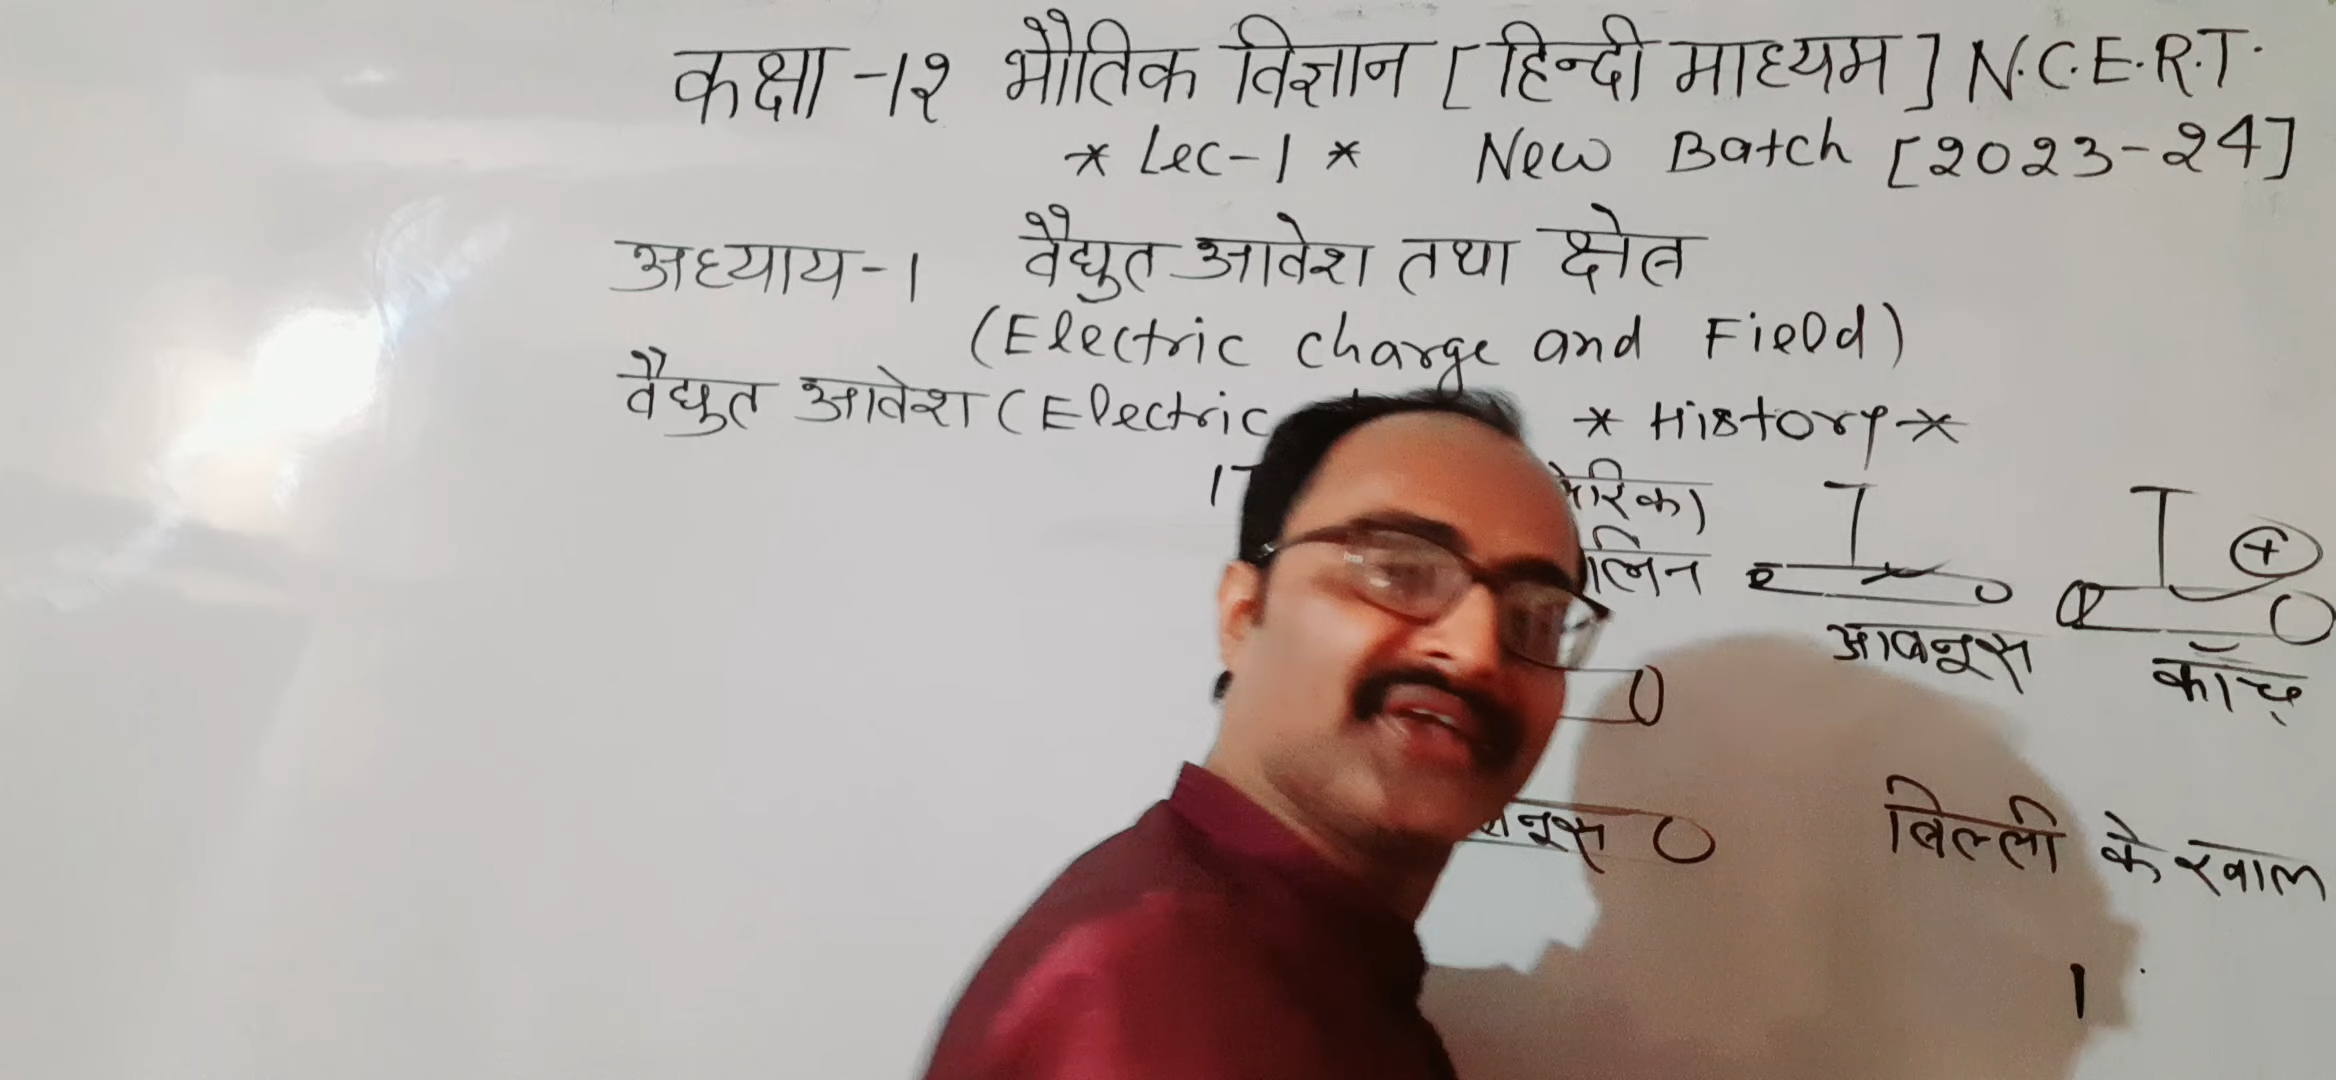 कक्षा -12 भौतिक विज्ञान [हिन्दी माध्यम] N.C.E.R.T.
* Lec-1 * New Batch [2023-24]
अध्याय-1 वैद्युत आवेश तथा क्षेत्र
(Electric charge and Field)
वैद्युत आवेश (Electric * History *
आबनूस काँच
बिल्ली के खाल